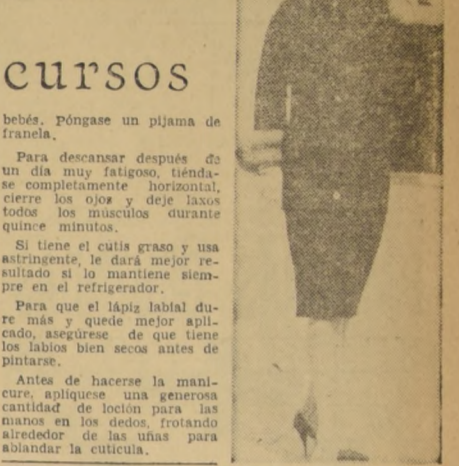 cursos
bebés. Póngase un pijama de
franela.
Para descansar después de
un día muy fatigoso, tiénda-
se completamente horizontal,
cierre los ojos y deje laxos
todos los músculos durante
quince minutos.
Si tiene el cutis graso y usa
astringente, le dará mejor re-
sultado si lo mantiene siem-
pre en el refrigerador.
Para que el lápiz labial du-
re más y quede mejor apli-
cado, asegúrese de que tiene
los labios bien secos antes de
pintarse.
Antes de hacerse la mani-
cure, aplíquese una generosa
cantidad de loción para las
manos en los dedos, frotando
alrededor de las uñas para
ablandar la cutícula.